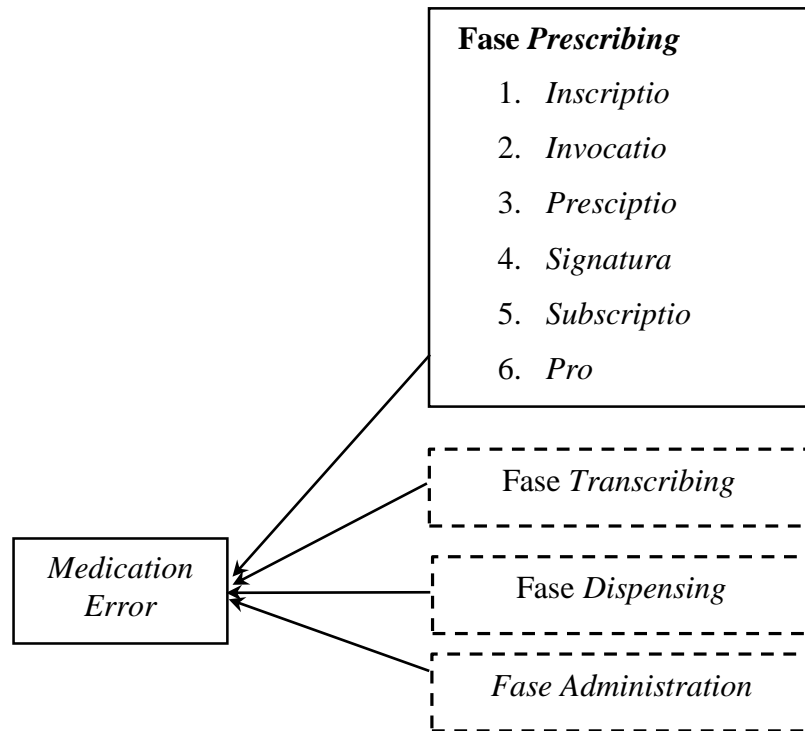 Fase Prescribing
1. Inscriptio
2. Invocatio
3. Presciptio
4. Signatura
5. Subscriptio
6. Pro
Fase Transcribing
Medication
Error
Fase Dispensing
Fase Administration